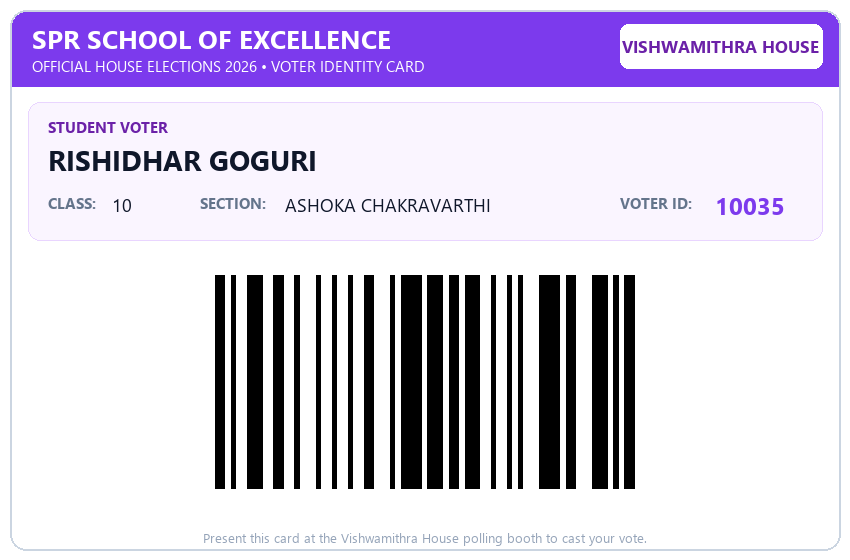 SPR SCHOOL OF EXCELLENCE
VISHWAMITHRA HOUSE
OFFICIAL HOUSE ELECTIONS 2026 • VOTER IDENTITY CARD
STUDENT VOTER
RISHIDHAR GOGURI
CLASS: 10 SECTION: ASHOKA CHAKRAVARTHI VOTER ID: 10035
Present this card at the Vishwamithra House polling booth to cast your vote.